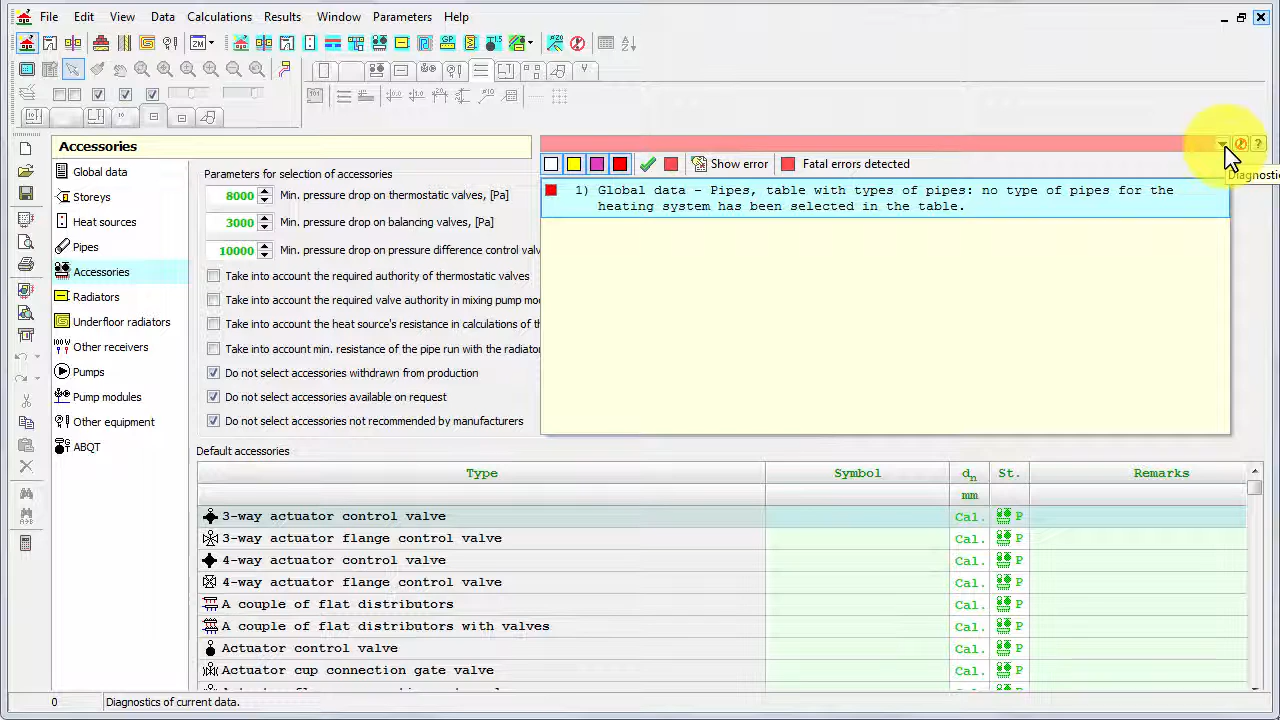 File Edit View Data Calculations Results Window Parameters Help
Accessories
Global data
Storeys
Heat sources
Pipes
Accessories
Radiators
Underfloor radiators
Other receivers
Pumps
Pump modules
Other equipment
ABQT
Parameters for selection of accessories
8000 Min. pressure drop on thermostatic valves, [Pa]
3000 Min. pressure drop on balancing valves, [Pa]
10000 Min. pressure drop on pressure difference control valv
Take into account the required authority of thermostatic valves
Take into account the required valve authority in mixing pump mo
Take into account the heat source's resistance in calculations of th
Take into account min. resistance of the pipe run with the radiator
Do not select accessories withdrawn from production
Do not select accessories available on request
Do not select accessories not recommended by manufacturers
Show error Fatal errors detected
1) Global data - Pipes, table with types of pipes: no type of pipes for the
heating system has been selected in the table.
Diagnostic
Default accessories
Type Symbol dn St. Remarks
mm
3-way actuator control valve Cal. P
3-way actuator flange control valve Cal. P
4-way actuator control valve Cal. P
4-way actuator flange control valve Cal. P
A couple of flat distributors Cal. P
A couple of flat distributors with valves Cal. P
Actuator control valve Cal. P
Actuator cup connection gate valve Cal. P
0 Diagnostics of current data.